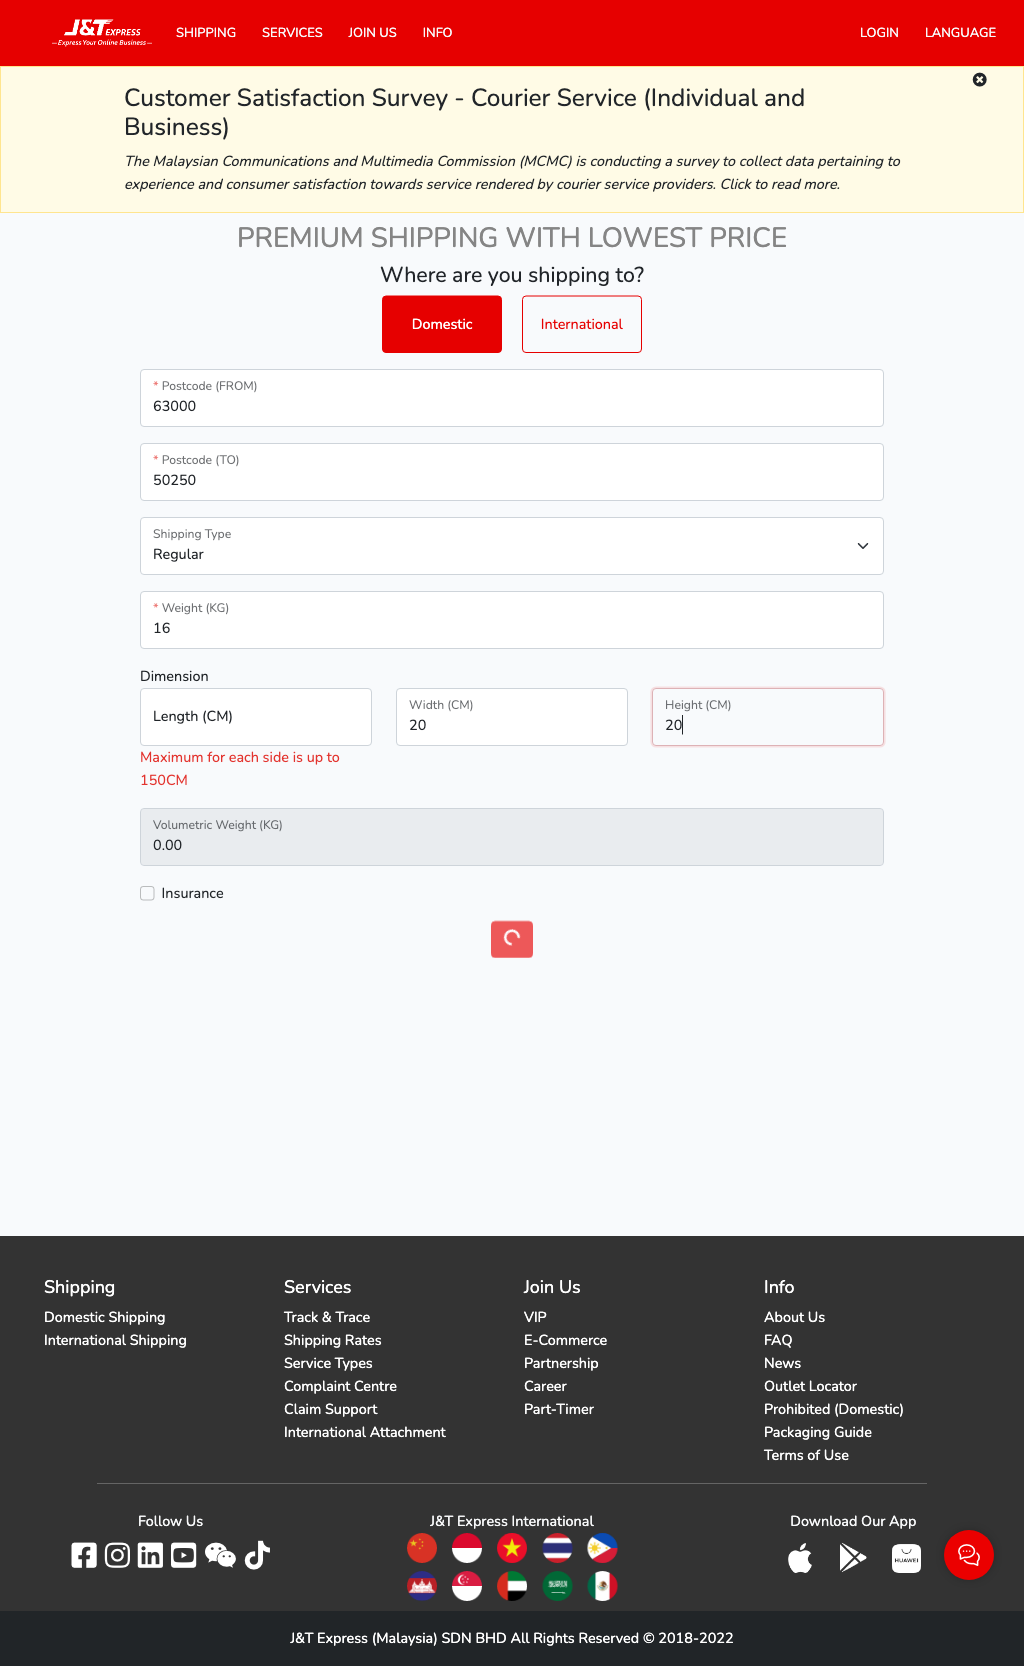 J&T EXPRESS
Express Your Online Business
SHIPPING
SERVICES
JOIN US
INFO
LOGIN
LANGUAGE
Customer Satisfaction Survey - Courier Service (Individual and
Business)
The Malaysian Communications and Multimedia Commission (MCMC) is conducting a survey to collect data pertaining to
experience and consumer satisfaction towards service rendered by courier service providers. Click to read more.
PREMIUM SHIPPING WITH LOWEST PRICE
Where are you shipping to?
Domestic
International
* Postcode (FROM)
63000
* Postcode (TO)
50250
Shipping Type
Regular
* Weight (KG)
16
Dimension
Length (CM)
Width (CM)
20
Height (CM)
20
Maximum for each side is up to
150CM
Volumetric Weight (KG)
0.00
Insurance
Shipping
Domestic Shipping
International Shipping
Services
Track & Trace
Shipping Rates
Service Types
Complaint Centre
Claim Support
International Attachment
Join Us
VIP
E-Commerce
Partnership
Career
Part-Timer
Info
About Us
FAQ
News
Outlet Locator
Prohibited (Domestic)
Packaging Guide
Terms of Use
Follow Us
J&T Express International
Download Our App
HUAWEI
J&T Express (Malaysia) SDN BHD All Rights Reserved © 2018-2022